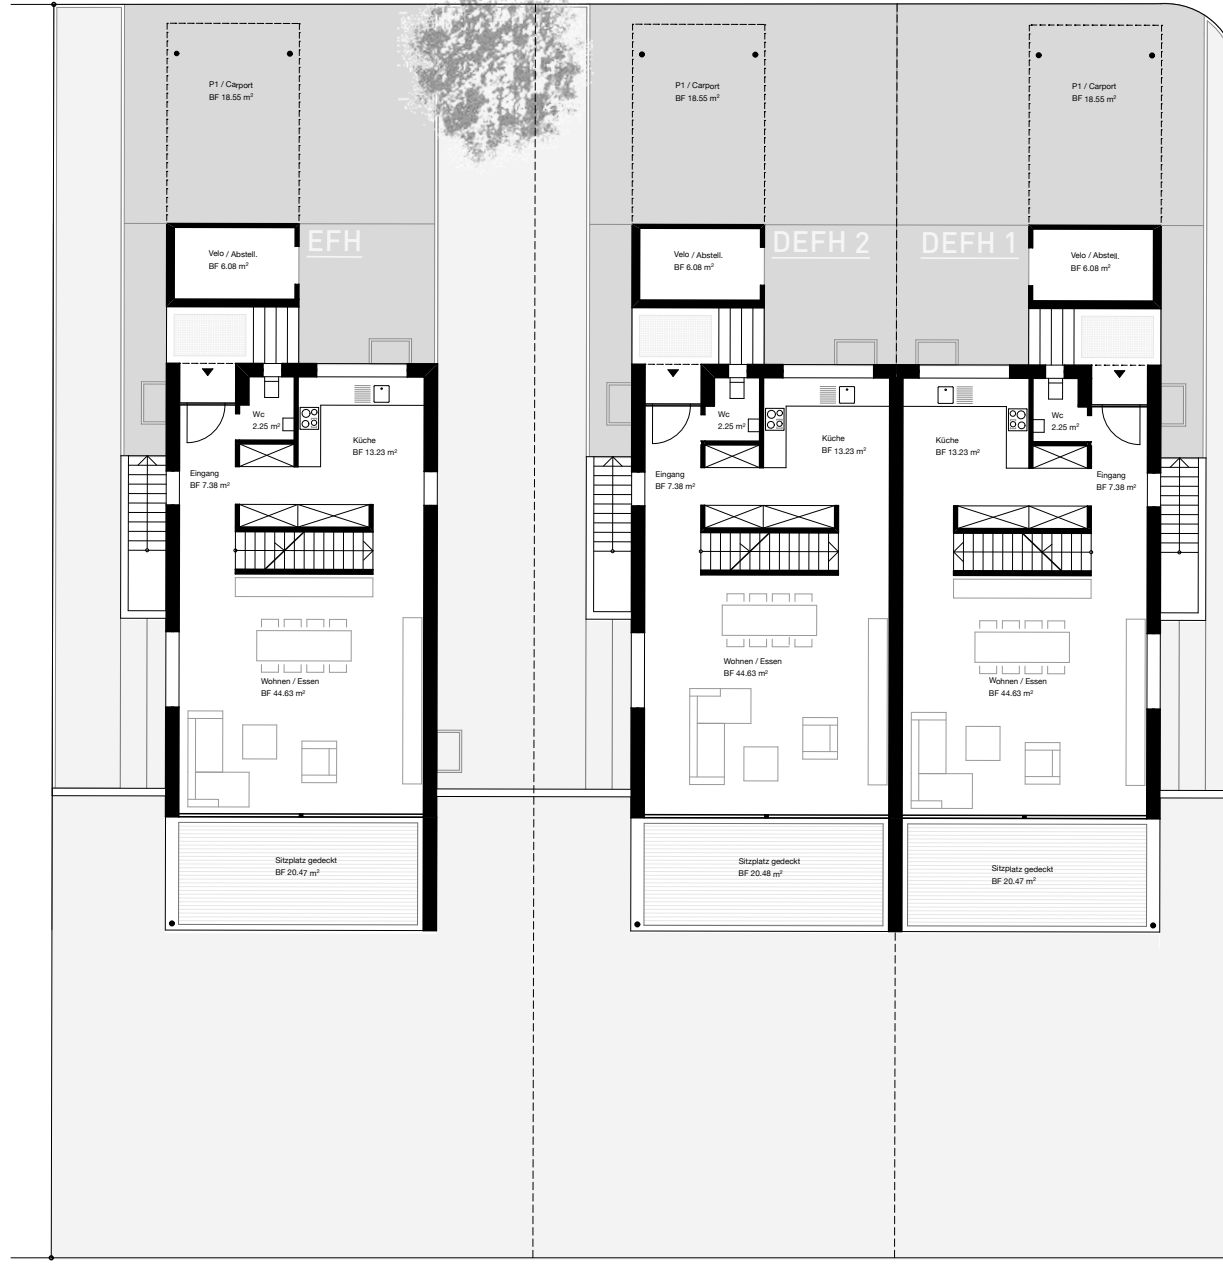 P1 / Carport
BF 18.55 m²
P1 / Carport
BF 18.55 m²
P1 / Carport
BF 18.55 m²
EFH
DEFH 2
DEFH 1
Velo / Abstell.
BF 6.08 m²
Velo / Abstell.
BF 6.08 m²
Velo / Abstell.
BF 6.08 m²
Wc
2.25 m²
Küche
BF 13.23 m²
Eingang
BF 7.38 m²
Wc
2.25 m²
Küche
BF 13.23 m²
Eingang
BF 7.38 m²
Küche
BF 13.23 m²
Wc
2.25 m²
Eingang
BF 7.38 m²
Wohnen / Essen
BF 44.63 m²
Wohnen / Essen
BF 44.63 m²
Wohnen / Essen
BF 44.63 m²
Sitzplatz gedeckt
BF 20.47 m²
Sitzplatz gedeckt
BF 20.48 m²
Sitzplatz gedeckt
BF 20.47 m²